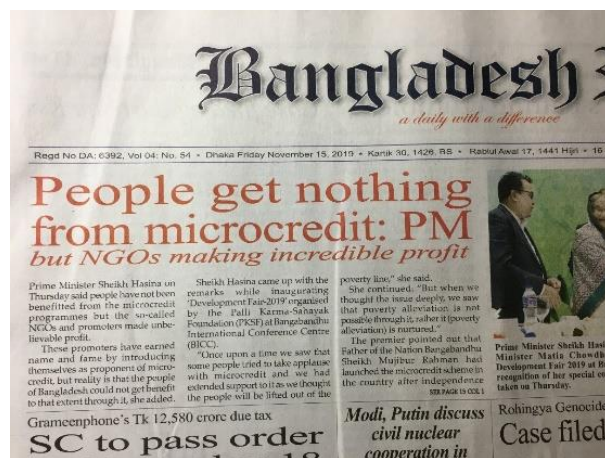 Bangladesh
a daily with a difference
Regd No DA: 6392, Vol 04: No. 54 • Dhaka Friday November 15, 2019 • Kartik 30, 1426, BS • Rabiul Awal 17, 1441 Hijri • 16
People get nothing
from microcredit: PM
but NGOs making incredible profit
Prime Minister Sheikh Hasina on
Thursday said people have not been
benefitted from the microcredit
programmes but the so-called
NGOs and promoters made unbe-
lievable profit.
These promoters have earned
name and fame by introducing
themselves as proponent of micro-
credit, but reality is that the people
of Bangladesh could not get benefit
to that extent through it, she added.
Sheikh Hasina came up with the
remarks while inaugurating
'Development Fair-2019' organised
by the Palli Karma-Sahayak
Foundation (PKSF) at Bangabandhu
International Conference Centre
(BICC).
"Once upon a time we saw that
some people tried to take applause
with microcredit and we had
extended support to it as we thought
the people will be lifted out of the
poverty line," she said.
She continued, "But when we
thought the issue deeply, we saw
that poverty alleviation is not
possible through it, rather it (poverty
alleviation) is nurtured."
The premier pointed out that
Father of the Nation Bangabandhu
Sheikh Mujibur Rahman had
launched the microcredit scheme in
the country after independence
SEE PAGE 15 COL 1
Prime Minister Sheikh Hasi
Minister Matia Chowdh
Development Fair 2019 at B
recognition of her special co
taken on Thursday.
Grameenphone's Tk 12,580 crore due tax
SC to pass order
Modi, Putin discuss
civil nuclear
cooperation in
Rohingya Genocid
Case filed